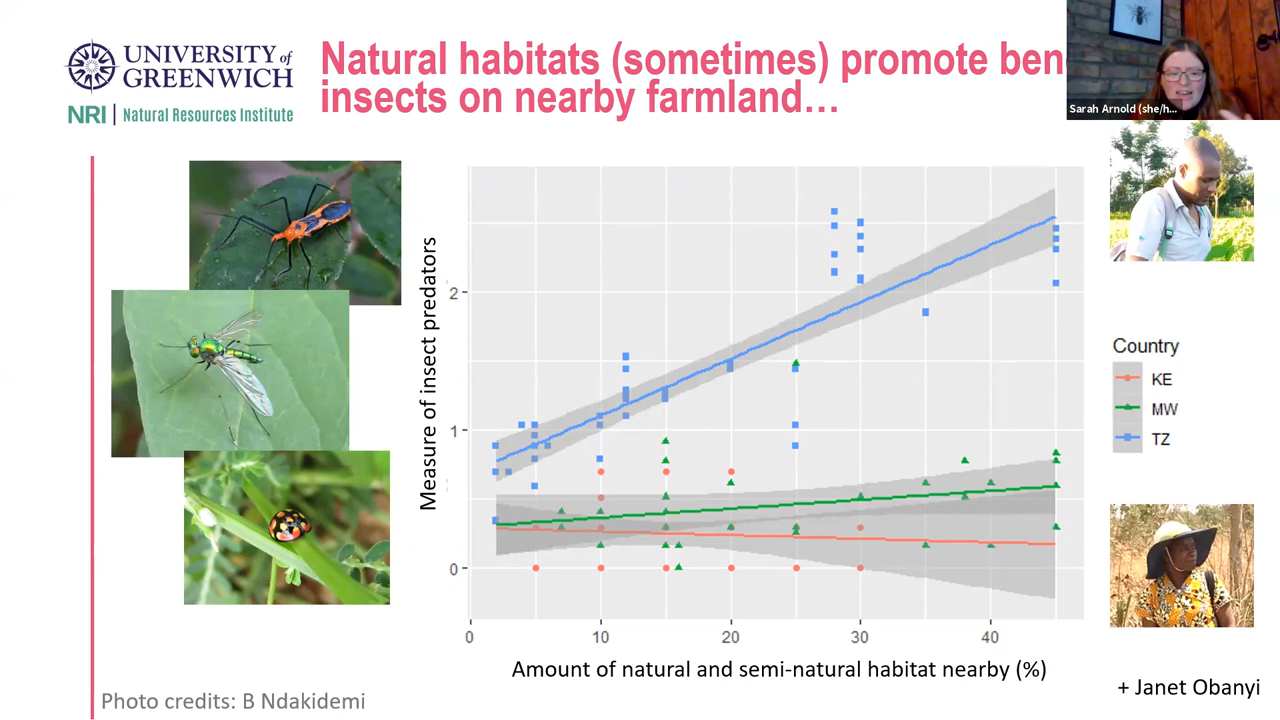 UNIVERSITY of
GREENWICH
NRI | Natural Resources Institute
Natural habitats (sometimes) promote ben
insects on nearby farmland…
Sarah Arnold (she/h...
Measure of insect predators
2
1
0
0
10
20
30
40
Amount of natural and semi-natural habitat nearby (%)
Country
KE
MW
TZ
Photo credits: B Ndakidemi
+ Janet Obanyi